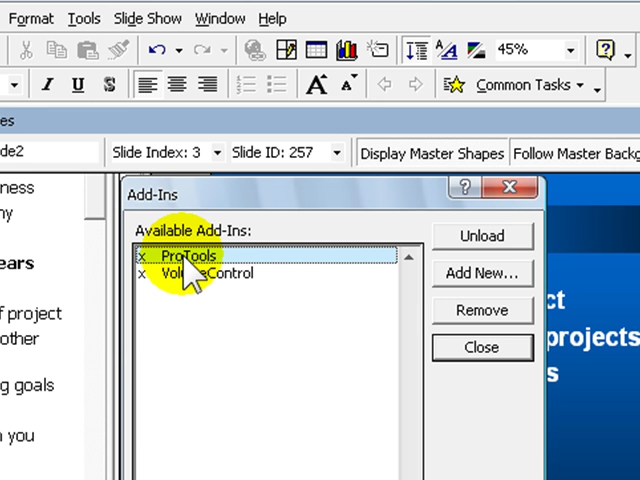 Format Tools Slide Show Window Help
45%
I U S A A Common Tasks
es
de2 Slide Index: 3 Slide ID: 257 Display Master Shapes Follow Master Backg
ness
ny
ears
f project
other
g goals
n you
Add-Ins
Available Add-Ins:
x ProTools
x VolumeControl
Unload
Add New...
Remove
Close
ct
projects
s